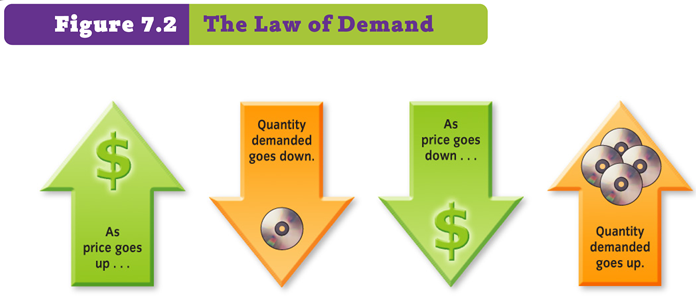 Figure 7.2 The Law of Demand
$
As
price goes
up . . .
Quantity
demanded
goes down.
As
price goes
down . . .
$
Quantity
demanded
goes up.